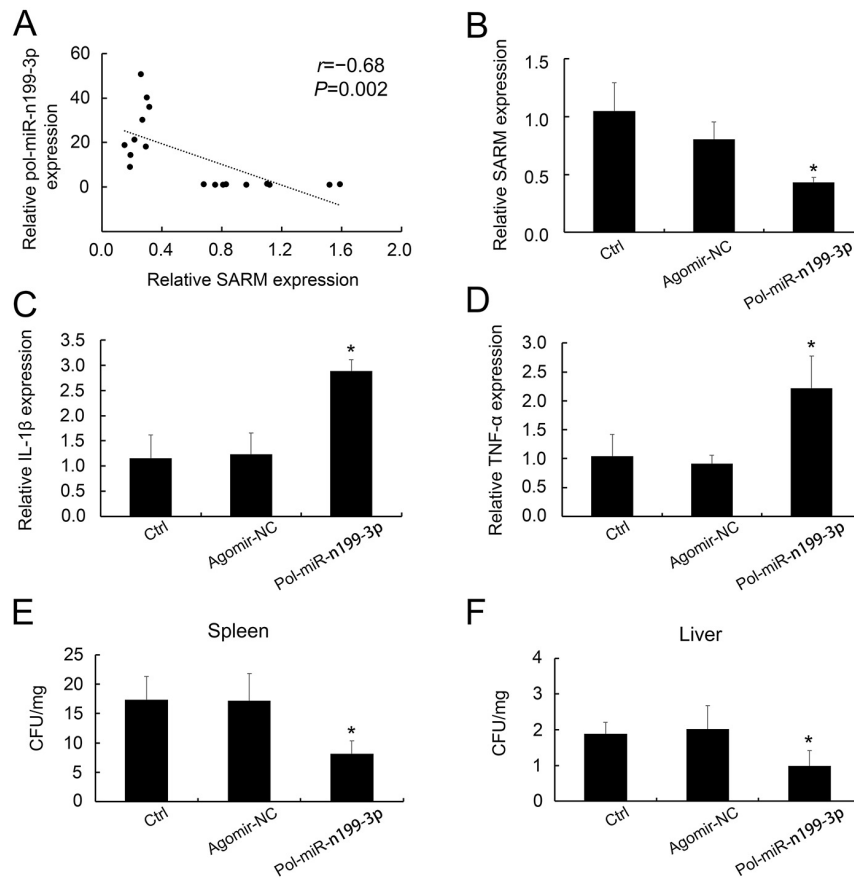 A
Relative pol-miR-n199-3p
expression
60
40
20
0
r=−0.68
P=0.002
0.0 0.4 0.8 1.2 1.6 2.0
Relative SARM expression
B
Relative SARM expression
1.5
1.0
0.5
0.0
*
Ctrl Agomir-NC Pol-miR-n199-3p
C
Relative IL-1β expression
3.5
3.0
2.5
2.0
1.5
1.0
0.5
0.0
*
Ctrl Agomir-NC Pol-miR-n199-3p
D
Relative TNF-α expression
3.0
2.5
2.0
1.5
1.0
0.5
0.0
*
Ctrl Agomir-NC Pol-miR-n199-3p
E
Spleen
CFU/mg
25
20
15
10
5
0
*
Ctrl Agomir-NC Pol-miR-n199-3p
F
Liver
CFU/mg
4
3
2
1
0
*
Ctrl Agomir-NC Pol-miR-n199-3p